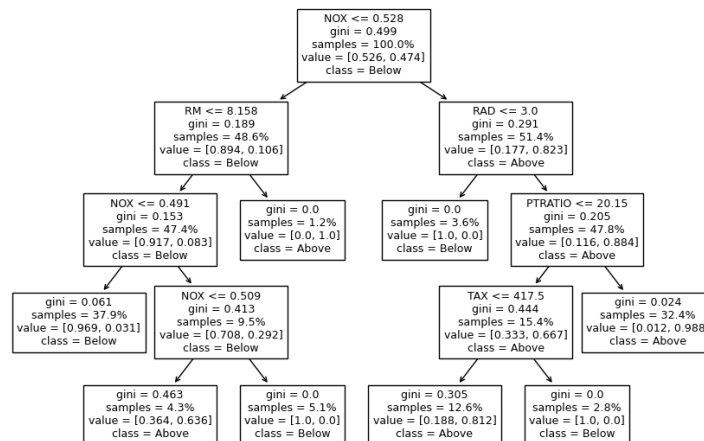 NOX <= 0.528
gini = 0.499
samples = 100.0%
value = [0.526, 0.474]
class = Below
RM <= 8.158
gini = 0.189
samples = 48.6%
value = [0.894, 0.106]
class = Below
RAD <= 3.0
gini = 0.291
samples = 51.4%
value = [0.177, 0.823]
class = Above
NOX <= 0.491
gini = 0.153
samples = 47.4%
value = [0.917, 0.083]
class = Below
gini = 0.0
samples = 1.2%
value = [0.0, 1.0]
class = Above
gini = 0.0
samples = 3.6%
value = [1.0, 0.0]
class = Below
PTRATIO <= 20.15
gini = 0.205
samples = 47.8%
value = [0.116, 0.884]
class = Above
gini = 0.061
samples = 37.9%
value = [0.969, 0.031]
class = Below
NOX <= 0.509
gini = 0.413
samples = 9.5%
value = [0.708, 0.292]
class = Below
TAX <= 417.5
gini = 0.444
samples = 15.4%
value = [0.333, 0.667]
class = Above
gini = 0.024
samples = 32.4%
value = [0.012, 0.988]
class = Above
gini = 0.463
samples = 4.3%
value = [0.364, 0.636]
class = Above
gini = 0.0
samples = 5.1%
value = [1.0, 0.0]
class = Below
gini = 0.305
samples = 12.6%
value = [0.188, 0.812]
class = Above
gini = 0.0
samples = 2.8%
value = [1.0, 0.0]
class = Below